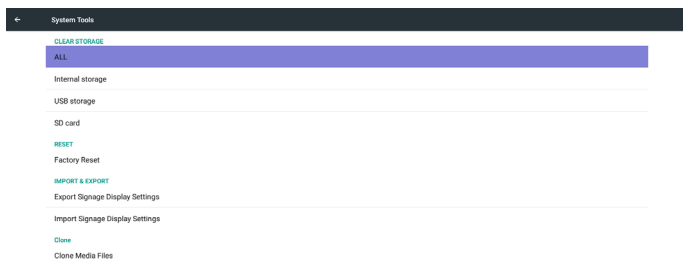 System Tools
CLEAR STORAGE
ALL
Internal storage
USB storage
SD card
RESET
Factory Reset
IMPORT & EXPORT
Export Signage Display Settings
Import Signage Display Settings
Clone
Clone Media Files